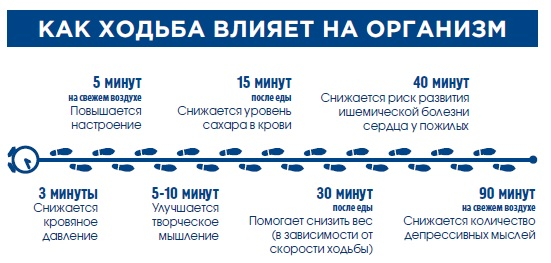 КАК ХОДЬБА ВЛИЯЕТ НА ОРГАНИЗМ
5 минут
на свежем воздухе
Повышается
настроение
15 минут
после еды
Снижается уровень
сахара в крови
40 минут
Снижается риск развития
ишемической болезни
сердца у пожилых
3 минуты
Снижается
кровяное
давление
5-10 минут
Улучшается
творческое
мышление
30 минут
после еды
Помогает снизить вес
(в зависимости от
скорости ходьбы)
90 минут
на свежем воздухе
Снижается количество
депрессивных мыслей